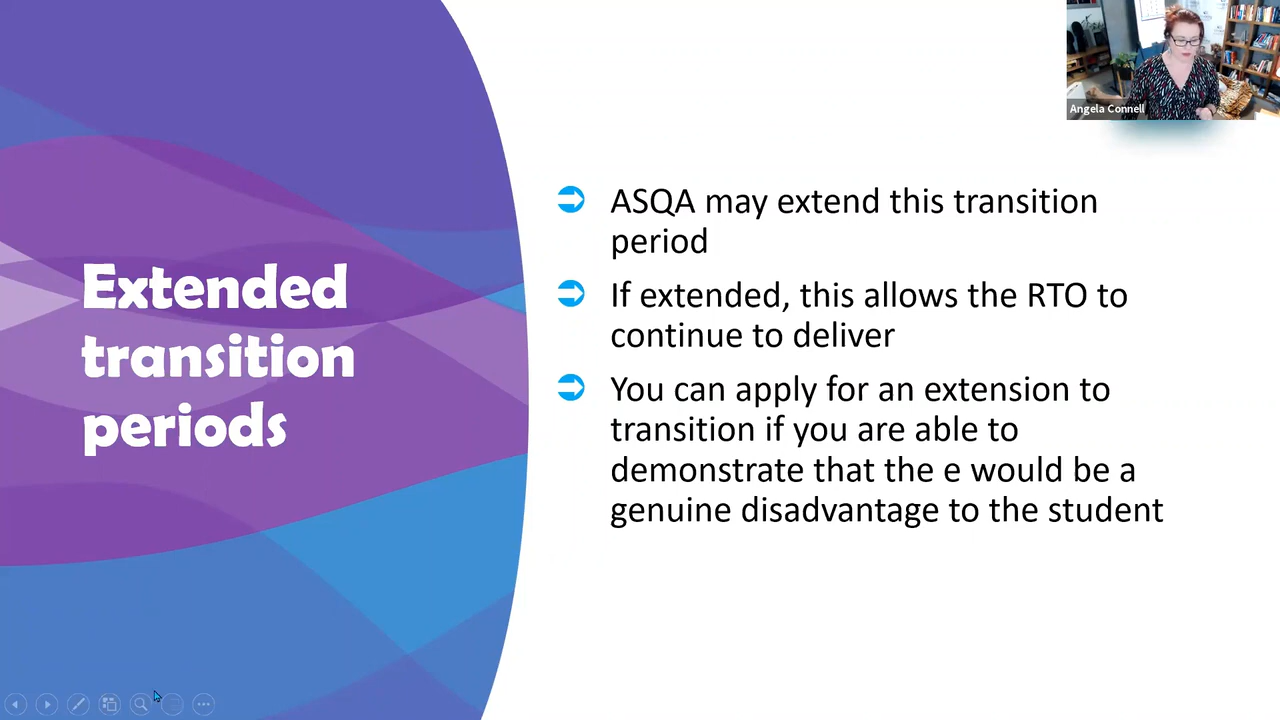 Angela Connell
Extended
transition
periods
ASQA may extend this transition
period
If extended, this allows the RTO to
continue to deliver
You can apply for an extension to
transition if you are able to
demonstrate that the e would be a
genuine disadvantage to the student